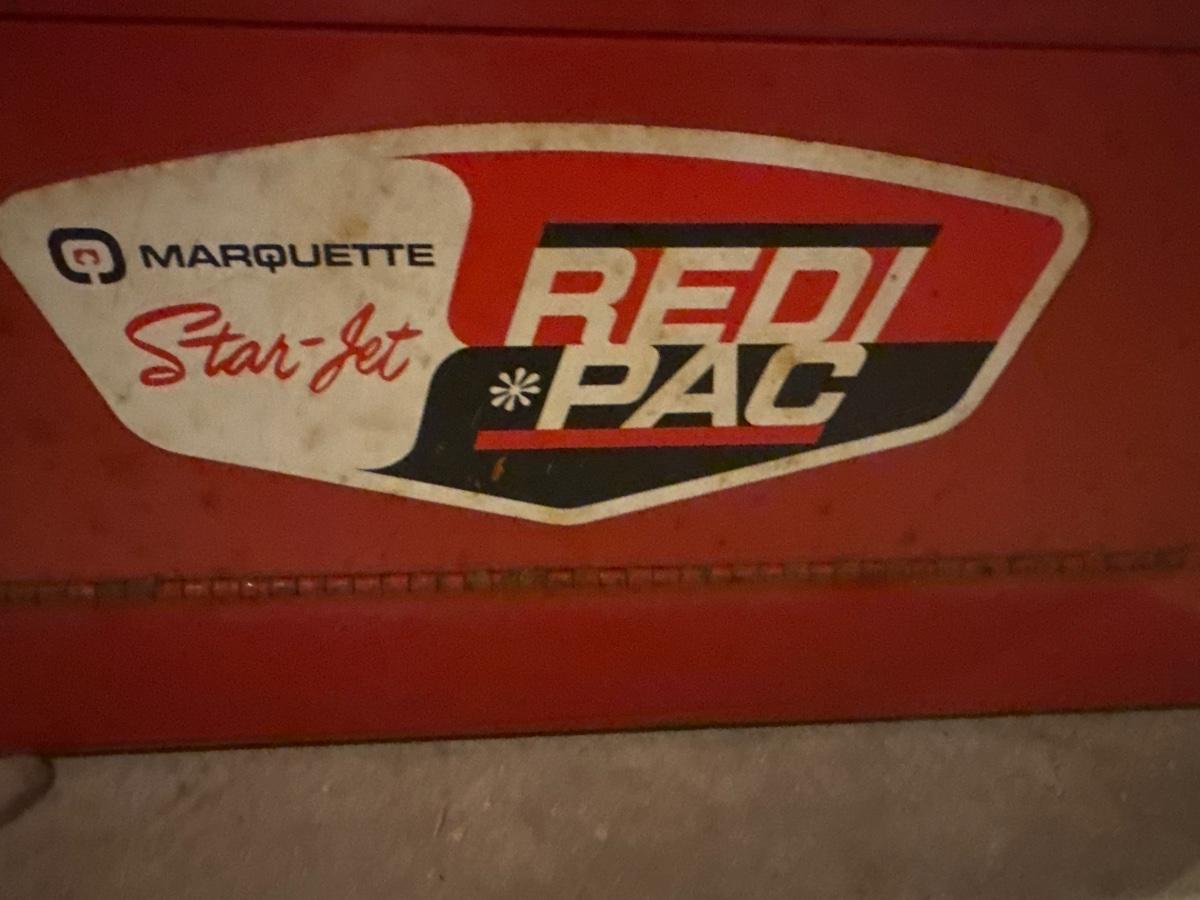 MARQUETTE
Star-Jet
REDI
*PAC